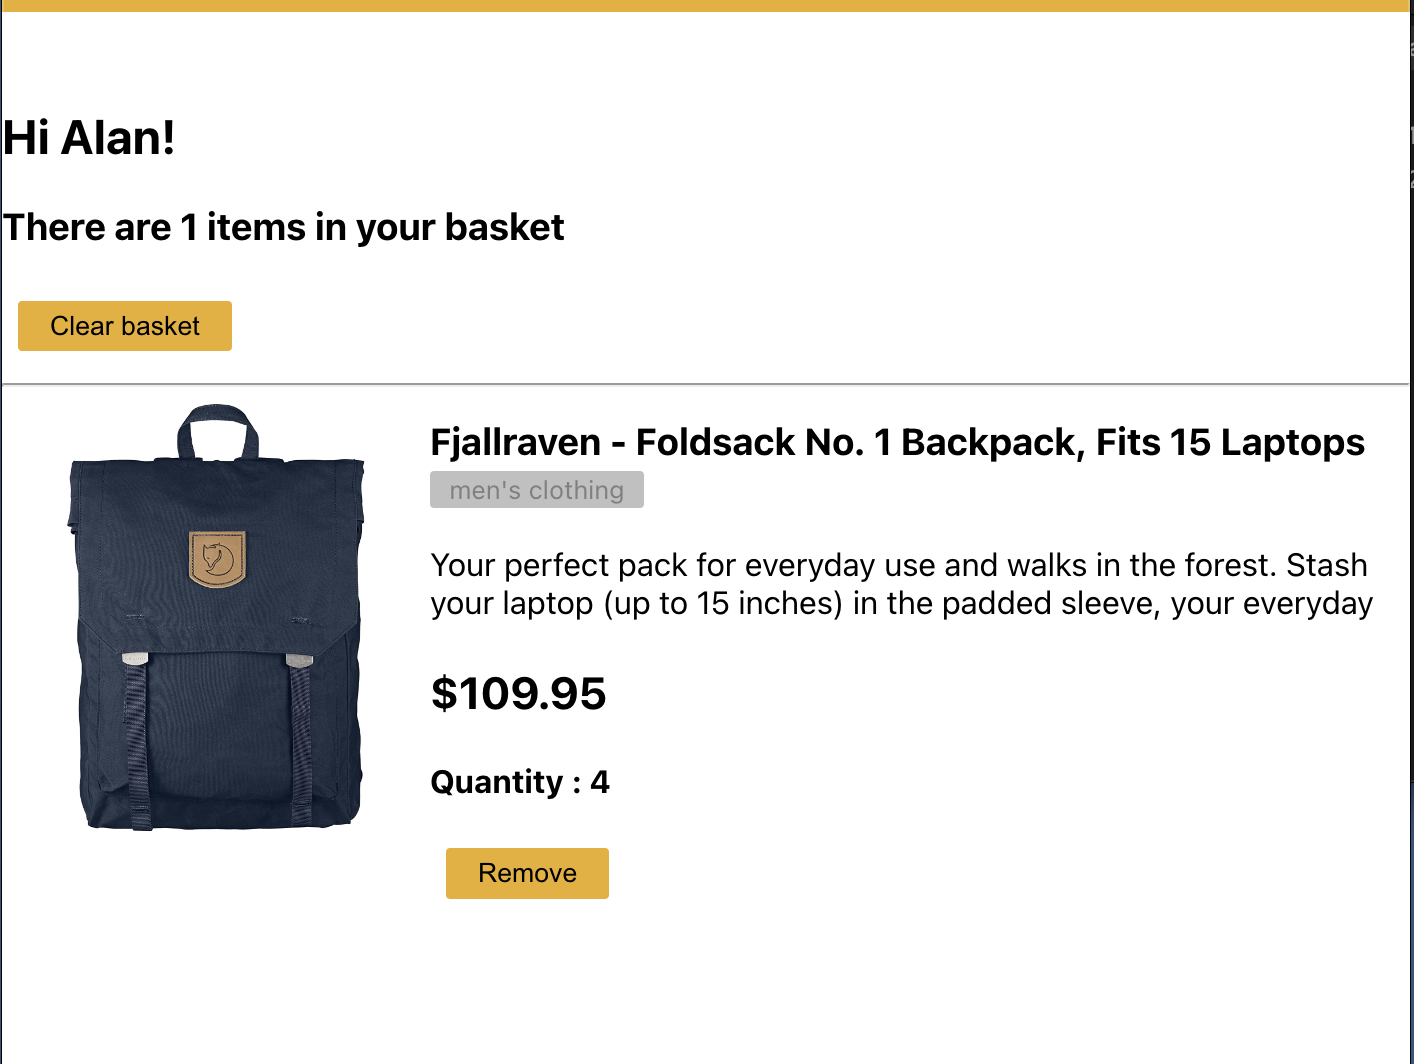 Hi Alan!
There are 1 items in your basket
Clear basket
Fjallraven - Foldsack No. 1 Backpack, Fits 15 Laptops
men's clothing
Your perfect pack for everyday use and walks in the forest. Stash
your laptop (up to 15 inches) in the padded sleeve, your everyday
$109.95
Quantity : 4
Remove